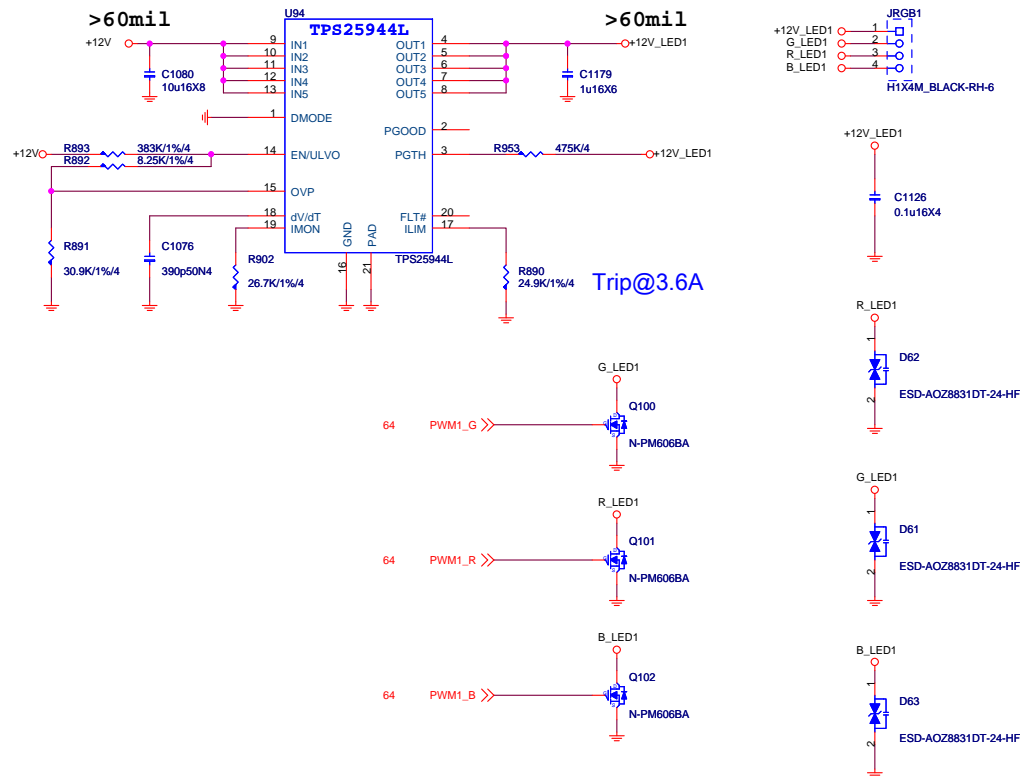 >60mil
U94
TPS25944L
>60mil
+12V
9 IN1
10 IN2
11 IN3
12 IN4
13 IN5
1 DMODE
14 EN/ULVO
15 OVP
18 dV/dT
19 IMON
OUT1 4
OUT2 5
OUT3 6
OUT4 7
OUT5 8
PGOOD 2
PGTH 3
FLT# 20
ILIM 17
GND 16
PAD 21
TPS25944L
+12V_LED1
C1080
10u16X8
C1179
1u16X6
+12V
R893 383K/1%/4
R892 8.25K/1%/4
R953 475K/4
+12V_LED1
R891
30.9K/1%/4
C1076
390p50N4
R902
26.7K/1%/4
R890
24.9K/1%/4
Trip@3.6A
JRGB1
+12V_LED1 1
G_LED1 2
R_LED1 3
B_LED1 4
H1X4M_BLACK-RH-6
+12V_LED1
C1126
0.1u16X4
R_LED1
1
D62
ESD-AOZ8831DT-24-HF
2
G_LED1
Q100
64 PWM1_G
N-PM606BA
G_LED1
1
D61
ESD-AOZ8831DT-24-HF
2
R_LED1
Q101
64 PWM1_R
N-PM606BA
B_LED1
Q102
64 PWM1_B
N-PM606BA
B_LED1
1
D63
ESD-AOZ8831DT-24-HF
2